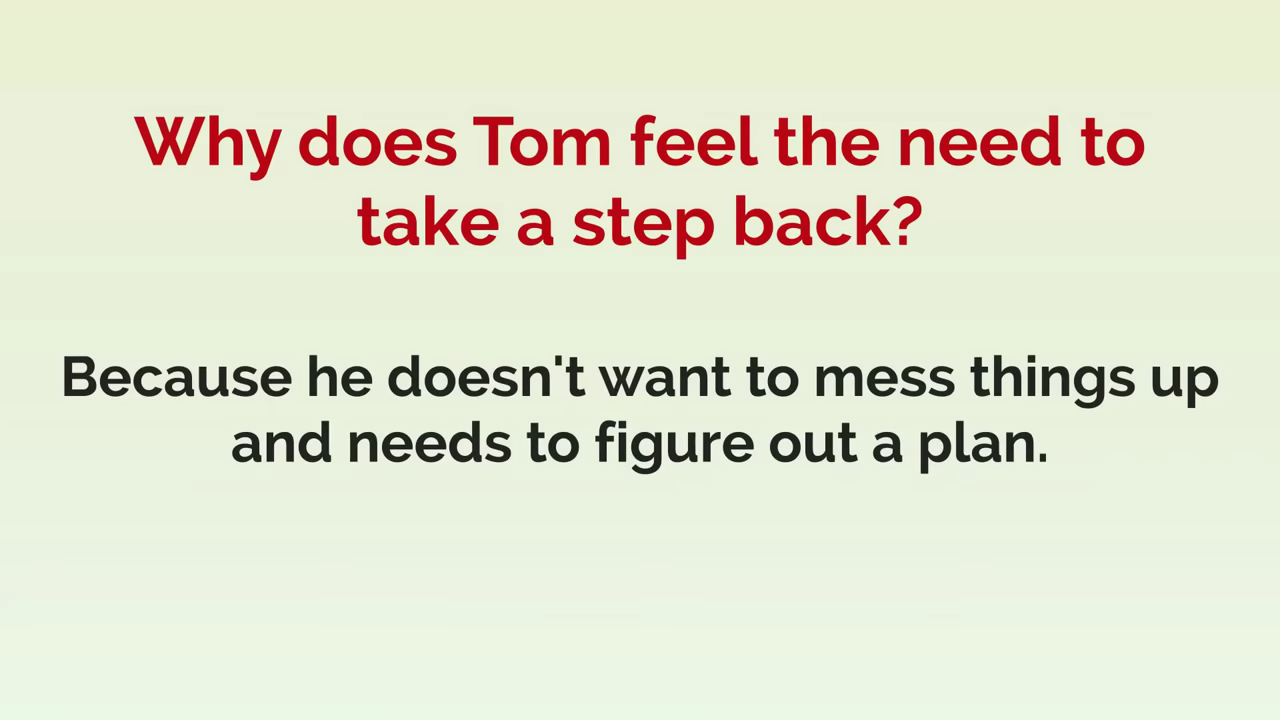 Why does Tom feel the need to
take a step back?
Because he doesn't want to mess things up
and needs to figure out a plan.